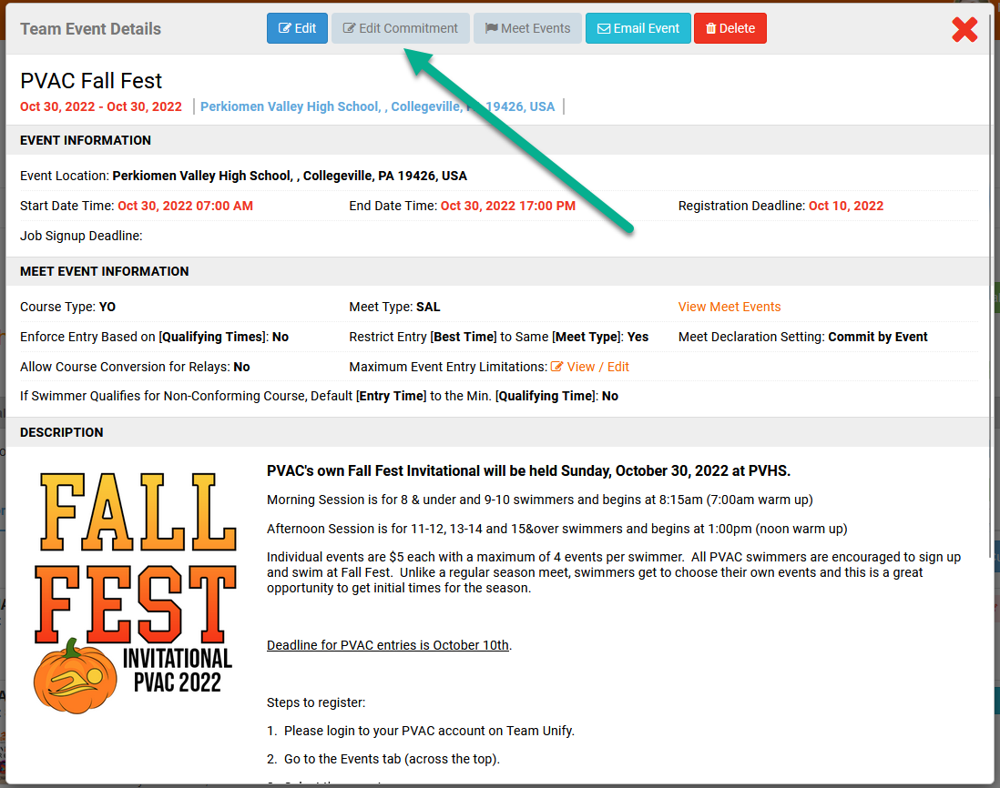 Team Event Details
Edit
Edit Commitment
Meet Events
Email Event
Delete
PVAC Fall Fest
Oct 30, 2022 - Oct 30, 2022 | Perkiomen Valley High School, , Collegeville, 19426, USA |
EVENT INFORMATION
Event Location: Perkiomen Valley High School, , Collegeville, PA 19426, USA
Start Date Time: Oct 30, 2022 07:00 AM
End Date Time: Oct 30, 2022 17:00 PM
Registration Deadline: Oct 10, 2022
Job Signup Deadline:
MEET EVENT INFORMATION
Course Type: YO
Meet Type: SAL
View Meet Events
Enforce Entry Based on [Qualifying Times]: No
Restrict Entry [Best Time] to Same [Meet Type]: Yes
Meet Declaration Setting: Commit by Event
Allow Course Conversion for Relays: No
Maximum Event Entry Limitations: View / Edit
If Swimmer Qualifies for Non-Conforming Course, Default [Entry Time] to the Min. [Qualifying Time]: No
DESCRIPTION
FALL
FEST
INVITATIONAL
PVAC 2022
PVAC's own Fall Fest Invitational will be held Sunday, October 30, 2022 at PVHS.
Morning Session is for 8 & under and 9-10 swimmers and begins at 8:15am (7:00am warm up)
Afternoon Session is for 11-12, 13-14 and 15&over swimmers and begins at 1:00pm (noon warm up)
Individual events are $5 each with a maximum of 4 events per swimmer. All PVAC swimmers are encouraged to sign up
and swim at Fall Fest. Unlike a regular season meet, swimmers get to choose their own events and this is a great
opportunity to get initial times for the season.
Deadline for PVAC entries is October 10th.
Steps to register:
1. Please login to your PVAC account on Team Unify.
2. Go to the Events tab (across the top).